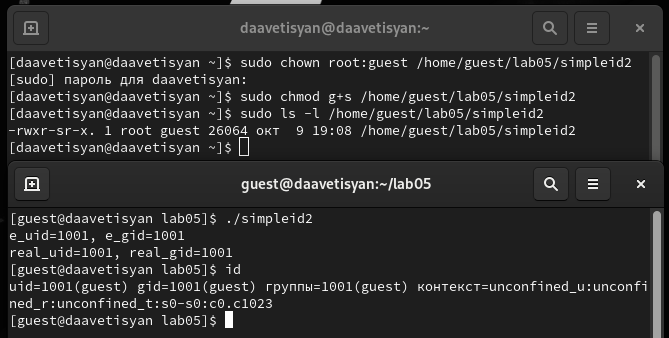 daavetisyan@daavetisyan:~
[daavetisyan@daavetisyan ~]$ sudo chown root:guest /home/guest/lab05/simpleid2
[sudo] пароль для daavetisyan:
[daavetisyan@daavetisyan ~]$ sudo chmod g+s /home/guest/lab05/simpleid2
[daavetisyan@daavetisyan ~]$ sudo ls -l /home/guest/lab05/simpleid2
-rwxr-sr-x. 1 root guest 26064 окт  9 19:08 /home/guest/lab05/simpleid2
[daavetisyan@daavetisyan ~]$
guest@daavetisyan:~/lab05
[guest@daavetisyan lab05]$ ./simpleid2
e_uid=1001, e_gid=1001
real_uid=1001, real_gid=1001
[guest@daavetisyan lab05]$ id
uid=1001(guest) gid=1001(guest) группы=1001(guest) контекст=unconfined_u:unconfi
ned_r:unconfined_t:s0-s0:c0.c1023
[guest@daavetisyan lab05]$